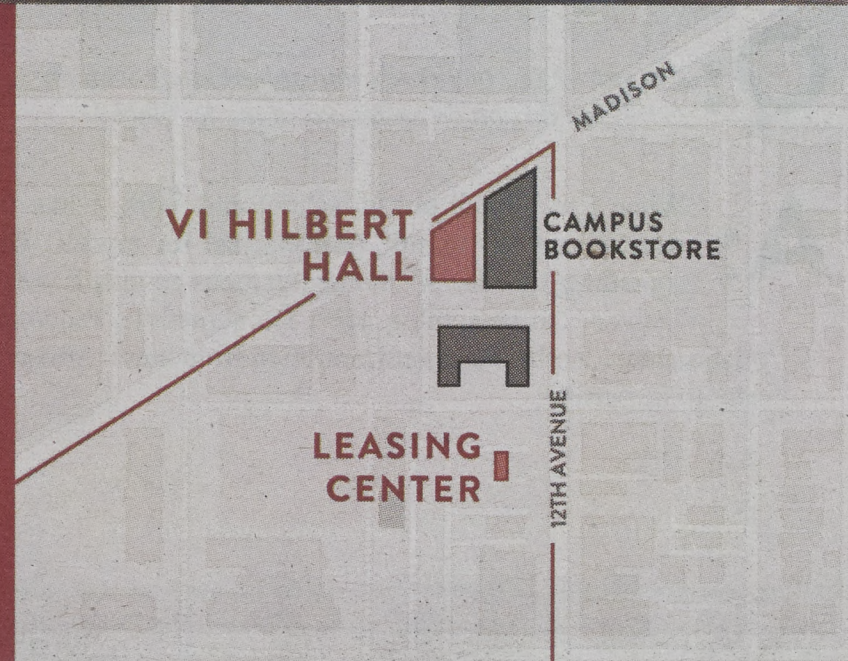 MADISON
VI HILBERT
HALL
CAMPUS
BOOKSTORE
LEASING
CENTER
12TH AVENUE